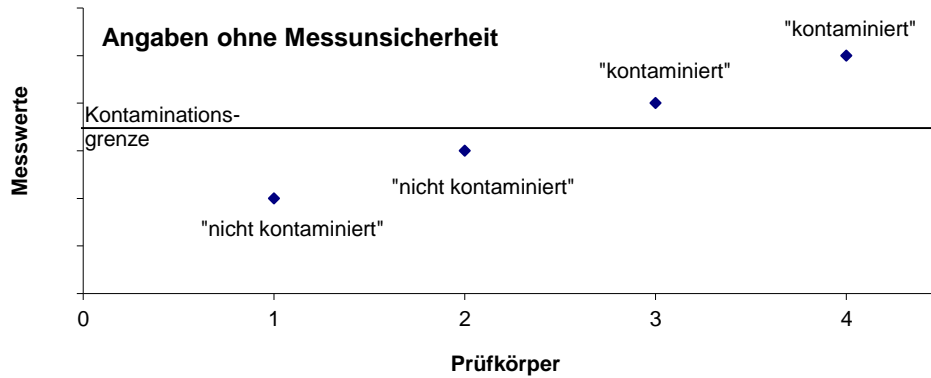 Angaben ohne Messunsicherheit
"kontaminiert"
"kontaminiert"
Kontaminations-
grenze
"nicht kontaminiert"
"nicht kontaminiert"
Messwerte
0 1 2 3 4
Prüfkörper